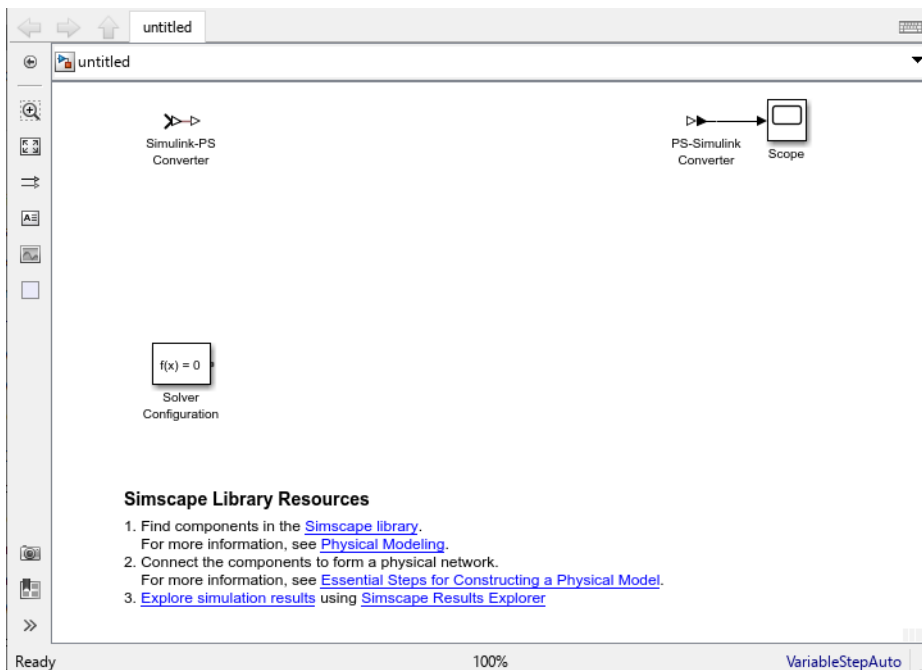 untitled
untitled
Simulink-PS
Converter
PS-Simulink
Converter
Scope
f(x) = 0
Solver
Configuration
Simscape Library Resources
1. Find components in the Simscape library.
For more information, see Physical Modeling.
2. Connect the components to form a physical network.
For more information, see Essential Steps for Constructing a Physical Model.
3. Explore simulation results using Simscape Results Explorer
Ready
100%
VariableStepAuto